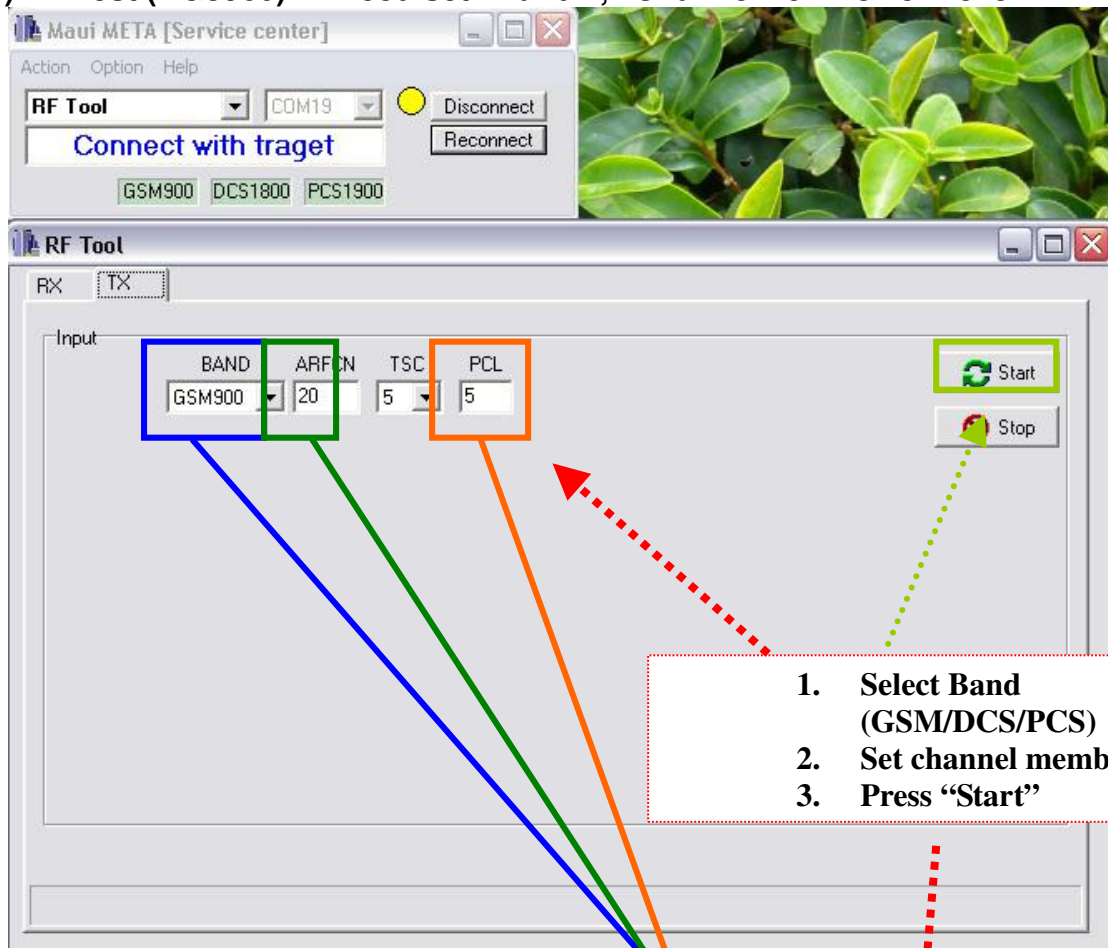 Maui META [Service center]
Action Option Help
RF Tool COM19 Disconnect
Connect with traget Reconnect
GSM900 DCS1800 PCS1900
RF Tool
RX TX
Input
BAND ARFCN TSC PCL
GSM900 20 5 5
Start
Stop
1. Select Band
(GSM/DCS/PCS)
2. Set channel memb
3. Press “Start”